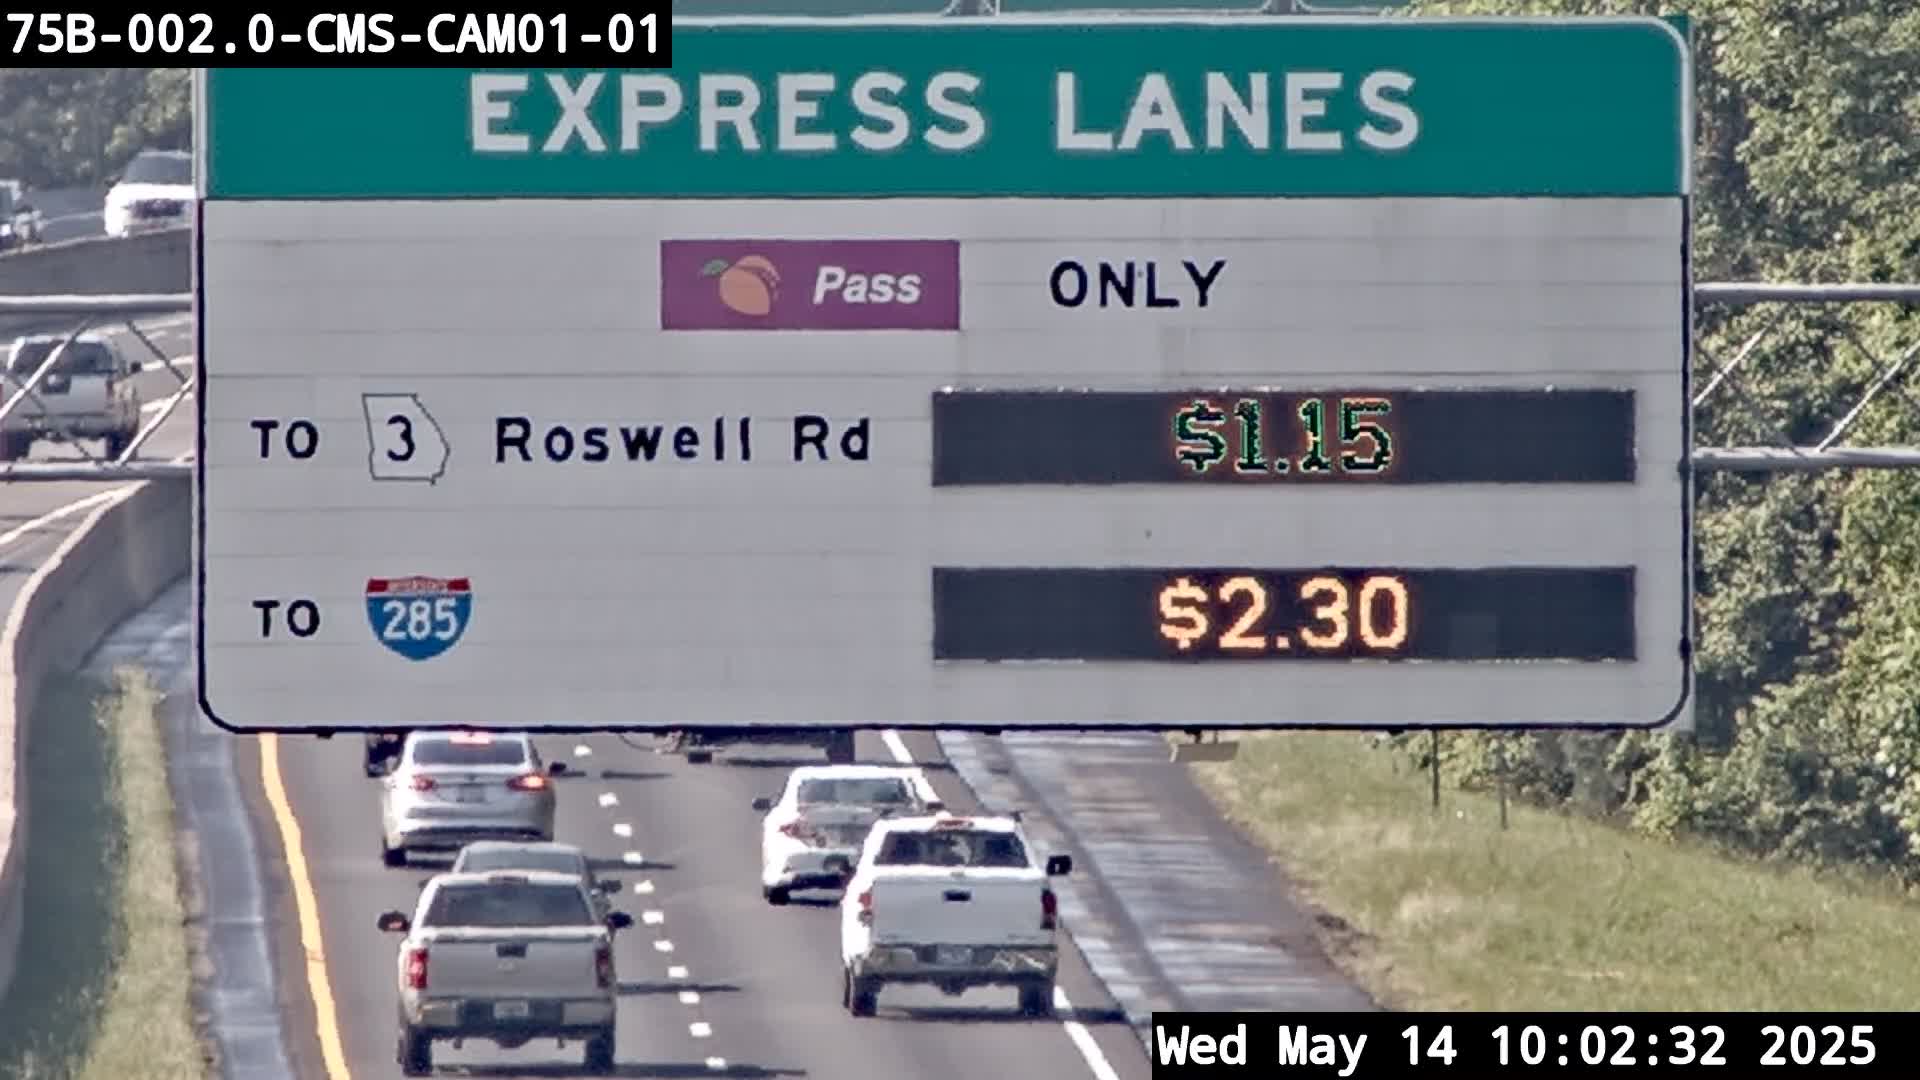 75B-002.0-CMS-CAM01-01
EXPRESS LANES
Pass ONLY
TO 3 Roswell Rd $1.15
INTERSTATE
TO 285 $2.30
Wed May 14 10:02:32 2025